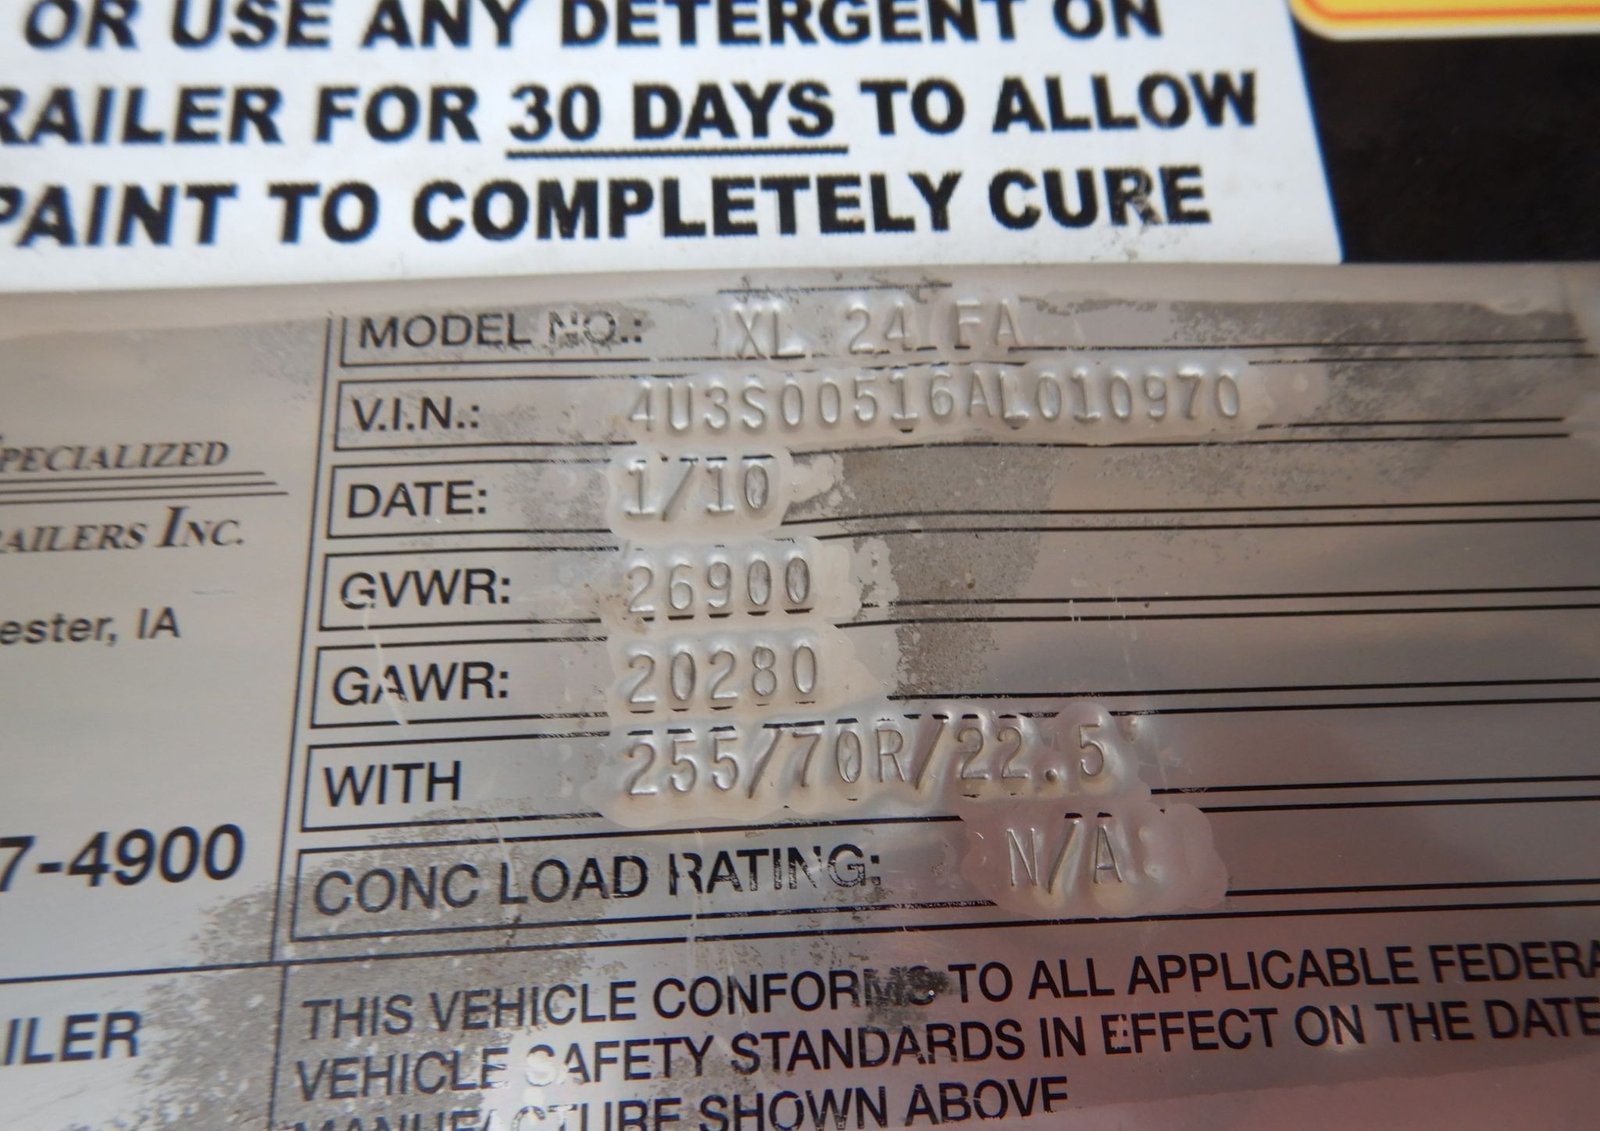 OR USE ANY DETERGENT ON
RAILER FOR 30 DAYS TO ALLOW
PAINT TO COMPLETELY CURE
MODEL NO.: XL 24 FA
V.I.N.: 4U3S00516AL010970
SPECIALIZED
DATE: 1/10
AILERS INC.
GVWR: 26900
ester, IA
GAWR: 20280
WITH 255/70R/22.5
7-4900
CONC LOAD RATING: N/A
ILER
THIS VEHICLE CONFORMS TO ALL APPLICABLE FEDERA
VEHICLE SAFETY STANDARDS IN EFFECT ON THE DATE
MANUFACTURE SHOWN ABOVE